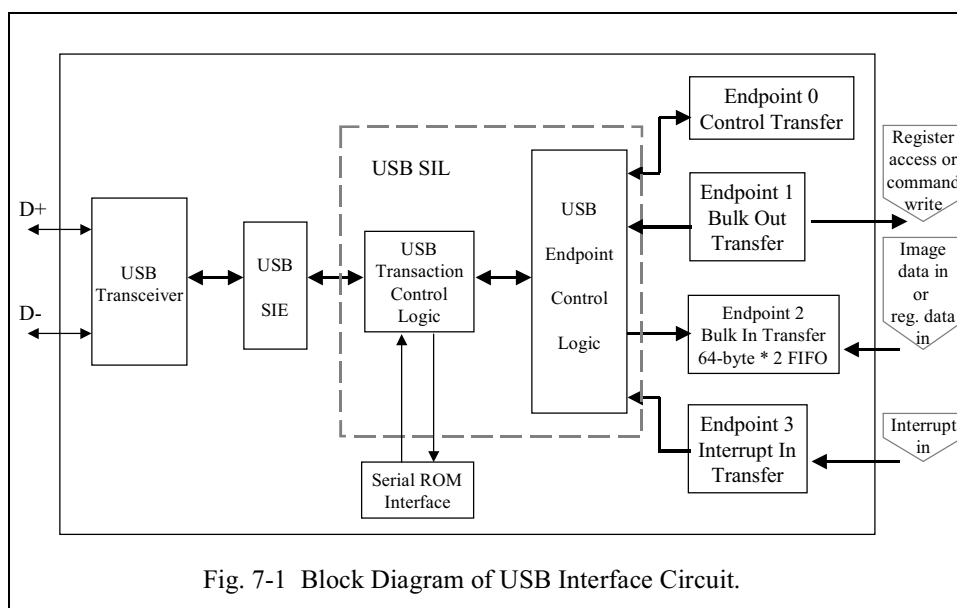 Endpoint 0
Control Transfer
Register
access or
command
write
USB SIL
D+
USB
Endpoint
Control
Logic
Endpoint 1
Bulk Out
Transfer
USB
Transceiver
USB
SIE
USB
Transaction
Control
Logic
Image
data in
or
reg. data
in
D-
Endpoint 2
Bulk In Transfer
64-byte * 2 FIFO
Endpoint 3
Interrupt In
Transfer
Interrupt
in
Serial ROM
Interface
Fig. 7-1 Block Diagram of USB Interface Circuit.